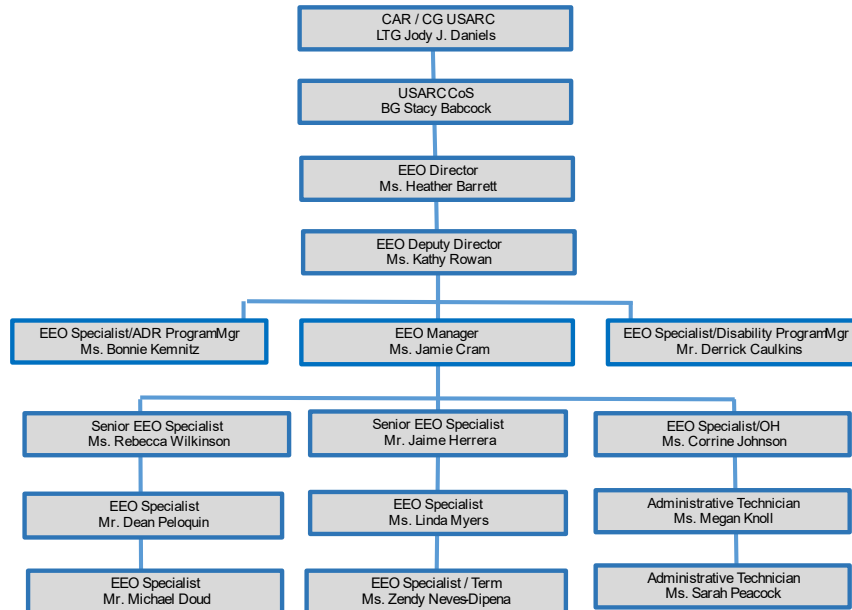 CAR / CG USARC
LTG Jody J. Daniels
USARC CoS
BG Stacy Babcock
EEO Director
Ms. Heather Barrett
EEO Deputy Director
Ms. Kathy Rowan
EEO Specialist/ADR ProgramMgr
Ms. Bonnie Kemnitz
EEO Manager
Ms. Jamie Cram
EEO Specialist/Disability ProgramMgr
Mr. Derrick Caulkins
Senior EEO Specialist
Ms. Rebecca Wilkinson
Senior EEO Specialist
Mr. Jaime Herrera
EEO Specialist/OH
Ms. Corrine Johnson
EEO Specialist
Mr. Dean Peloquin
EEO Specialist
Ms. Linda Myers
Administrative Technician
Ms. Megan Knoll
EEO Specialist
Mr. Michael Doud
EEO Specialist / Term
Ms. Zendy Neves-Dipena
Administrative Technician
Ms. Sarah Peacock